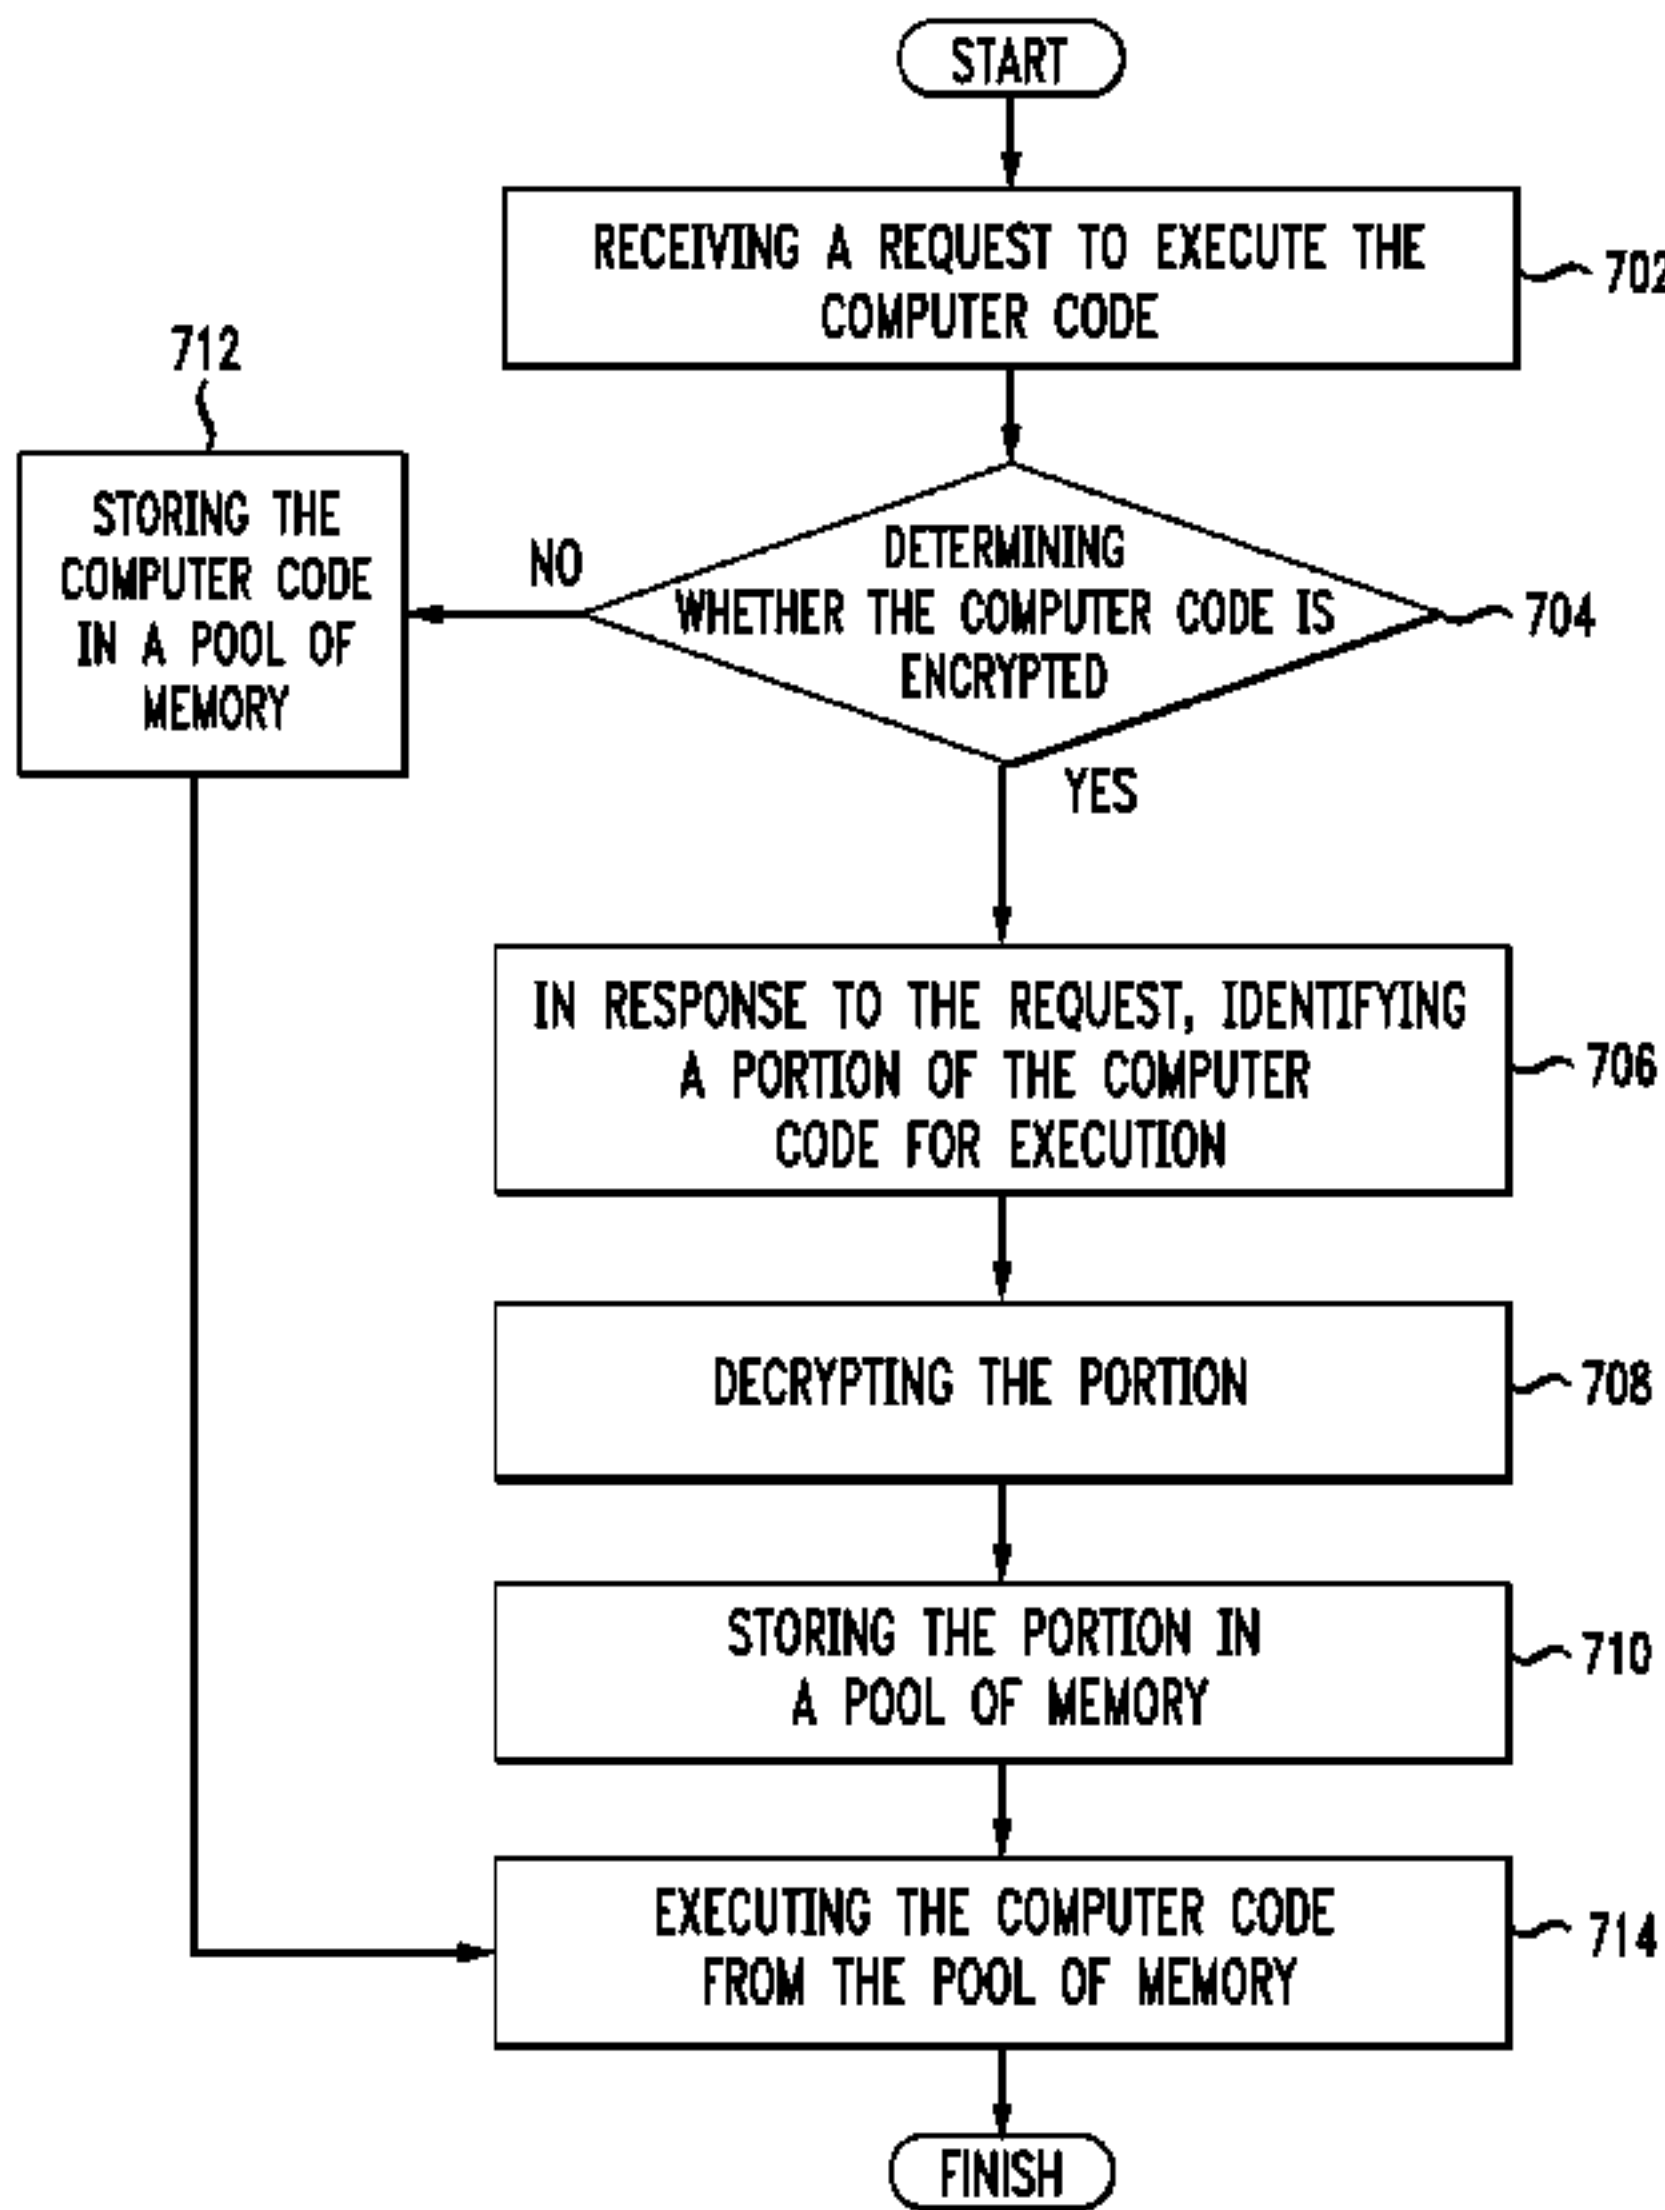 START
RECEIVING A REQUEST TO EXECUTE THE
COMPUTER CODE
702
712
STORING THE
COMPUTER CODE
IN A POOL OF
MEMORY
NO
DETERMINING
WHETHER THE COMPUTER CODE IS
ENCRYPTED
704
YES
IN RESPONSE TO THE REQUEST, IDENTIFYING
A PORTION OF THE COMPUTER
CODE FOR EXECUTION
706
DECRYPTING THE PORTION
708
STORING THE PORTION IN
A POOL OF MEMORY
710
EXECUTING THE COMPUTER CODE
FROM THE POOL OF MEMORY
714
FINISH